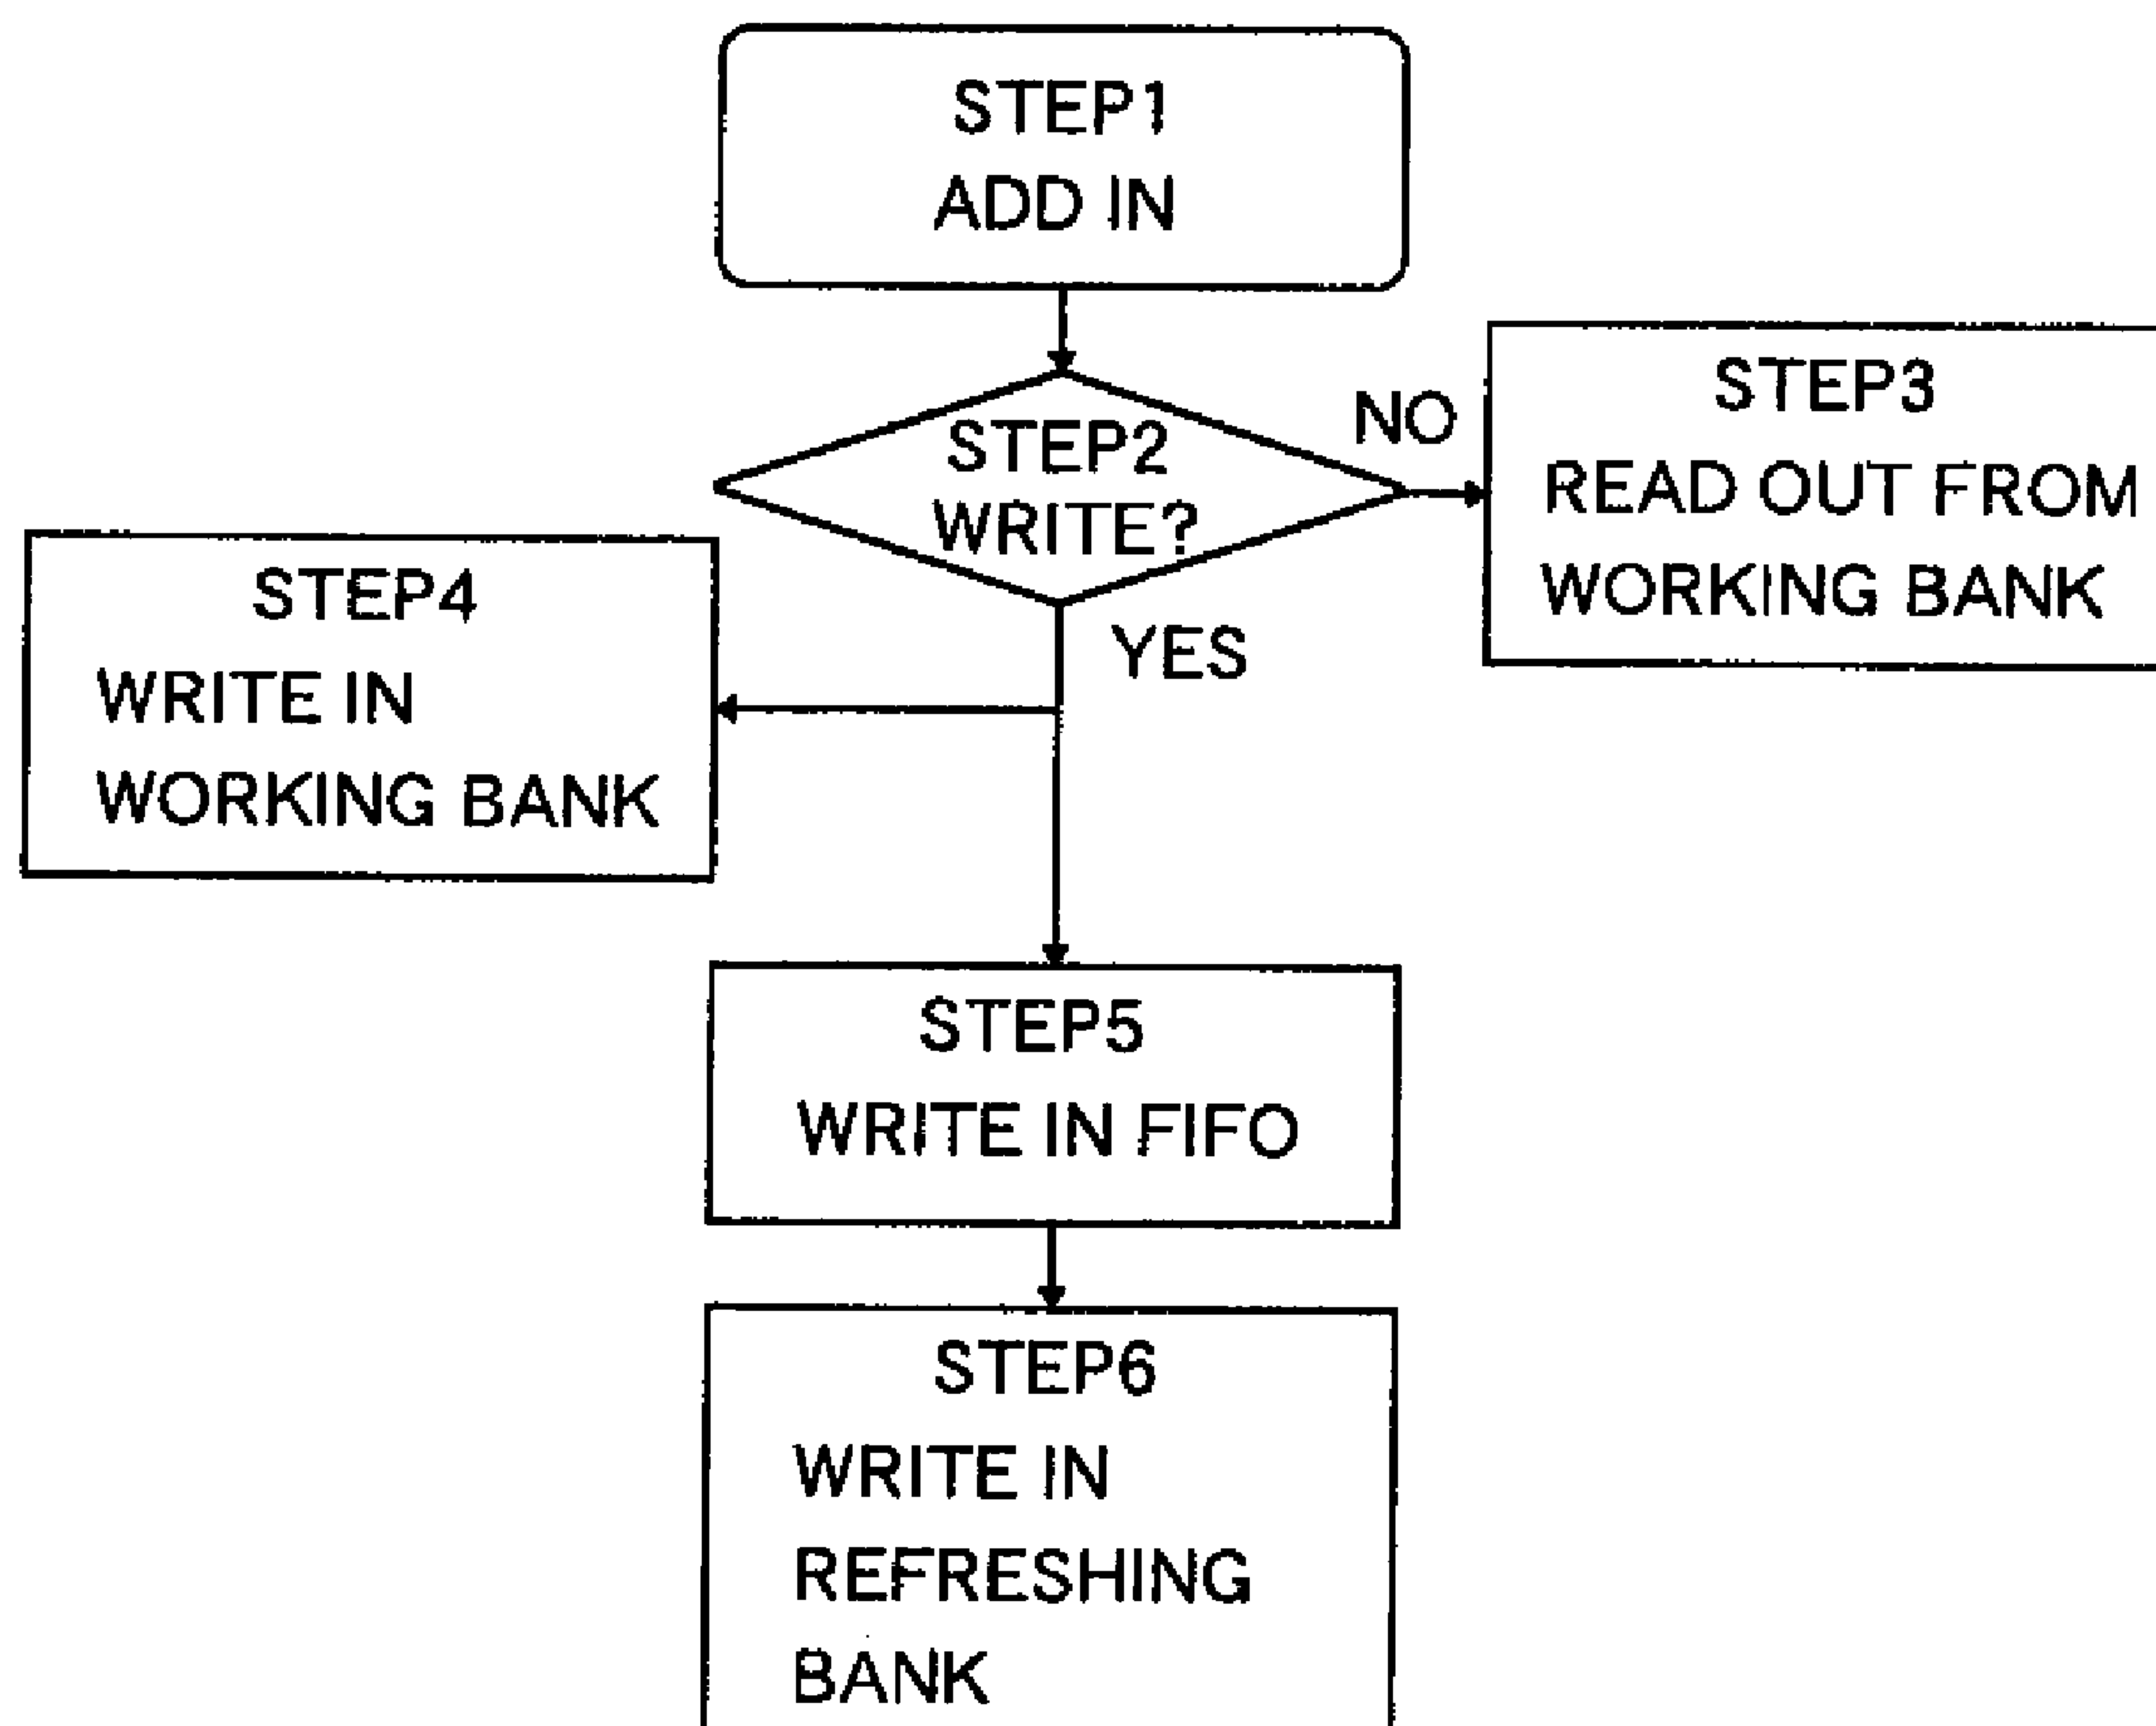 STEP1
ADD IN
STEP2
WRITE?
NO
STEP3
READ OUT FROM
WORKING BANK
YES
STEP4
WRITE IN
WORKING BANK
STEP5
WRITE IN FIFO
STEP6
WRITE IN
REFRESHING
BANK